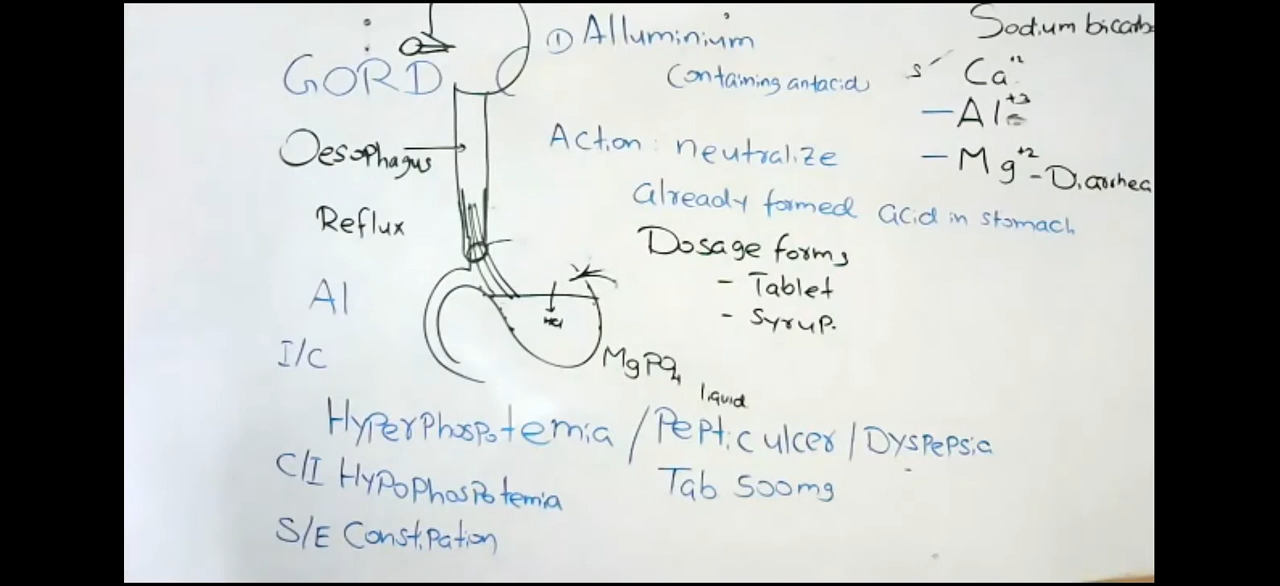 GORD
Oesophagus
Reflux
Al
I/C
Hyperphospotemia / Peptic ulcer / Dyspepsia
C/I Hypophospotemia
Tab 500mg
S/E Constipation
① Alluminium
Containing antacid
Action: neutralize
already formed acid in stomach
Dosage forms
- Tablet
- Syrup.
HCl
MgPO4
liquid
Sodium bicarb
Ca+2
- Al+3
- Mg+2 - Diarrhea